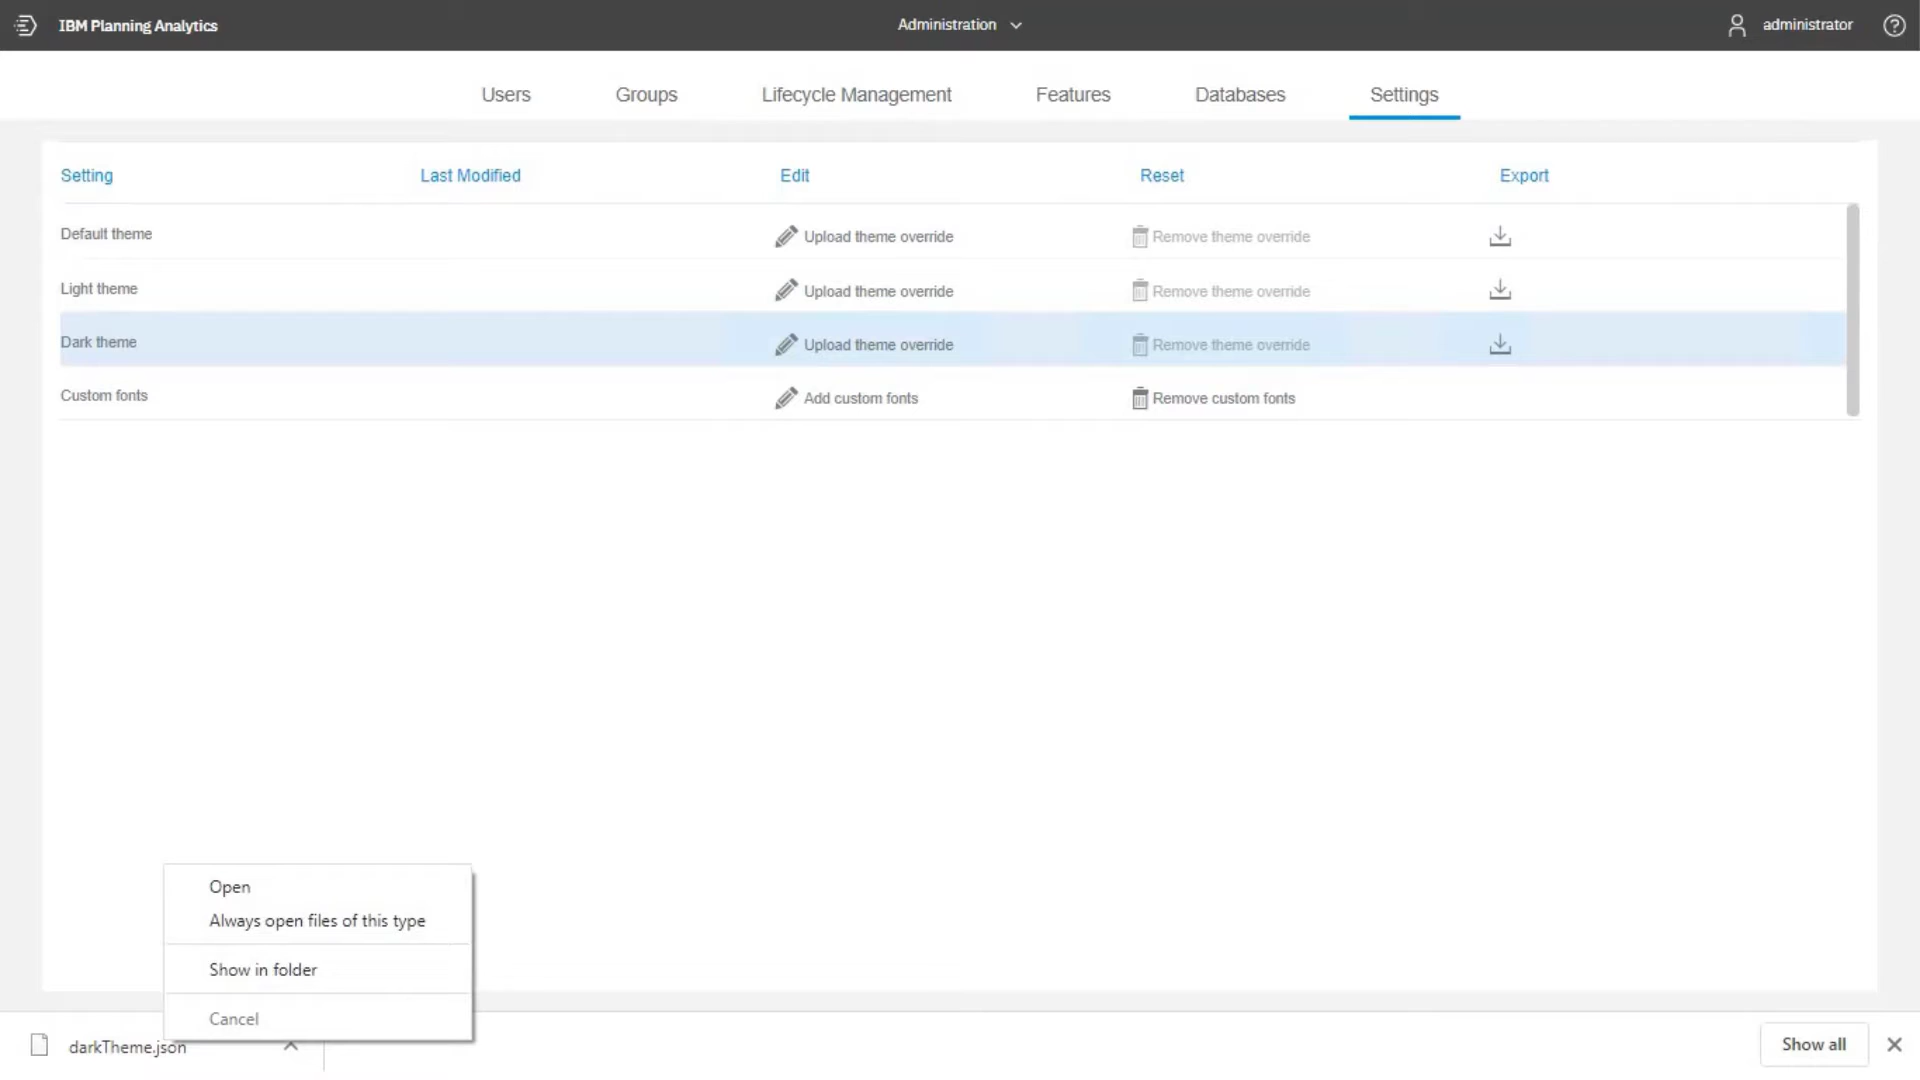 IBM Planning Analytics Administration administrator
Users Groups Lifecycle Management Features Databases Settings
Setting Last Modified Edit Reset Export
Default theme Upload theme override Remove theme override
Light theme Upload theme override Remove theme override
Dark theme Upload theme override Remove theme override
Custom fonts Add custom fonts Remove custom fonts
Open
Always open files of this type
Show in folder
Cancel
darkTheme.json Show all